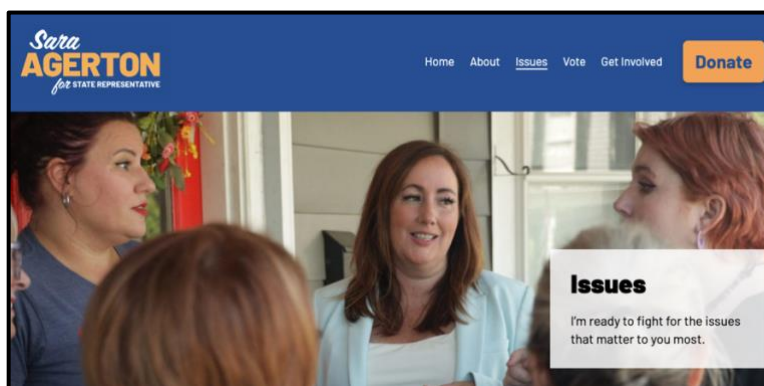 Sara
AGERTON
for STATE REPRESENTATIVE
Home About Issues Vote Get Involved Donate
Issues
I'm ready to fight for the issues
that matter to you most.